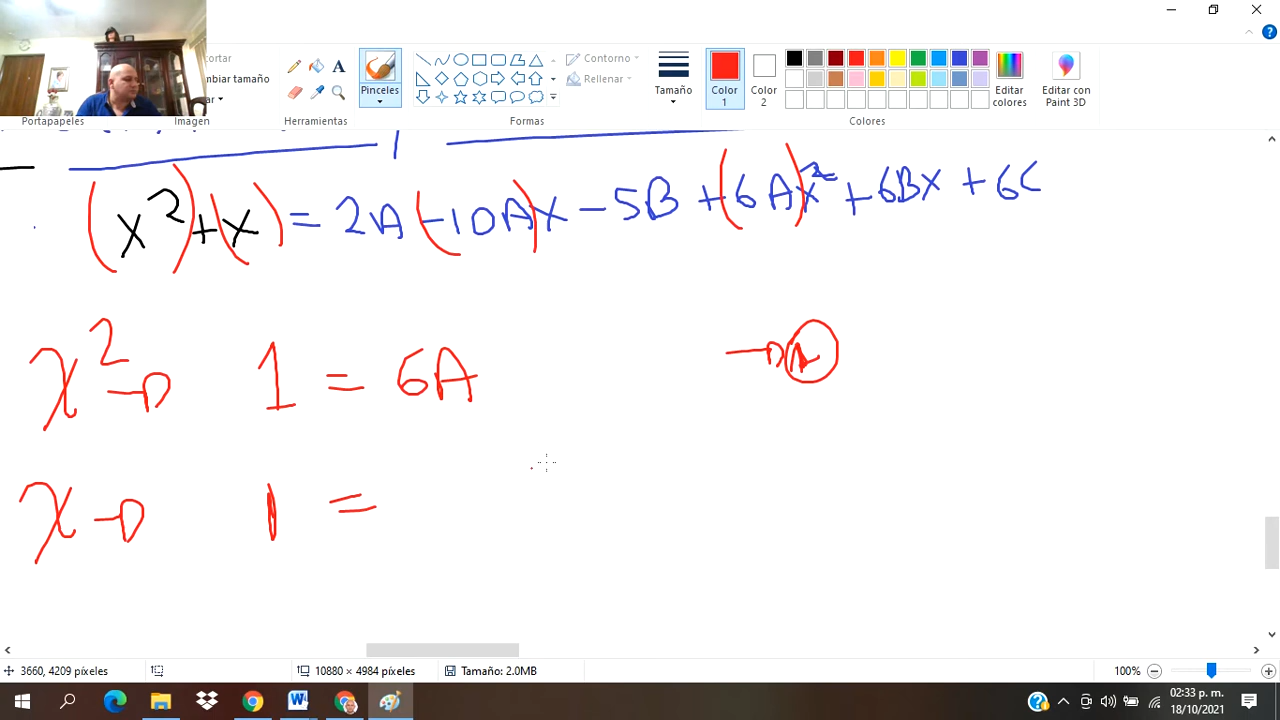 cortar
mbiar tamaño
ar
Portapapeles
Imagen
Pinceles
Herramientas
Contorno
Rellenar
Formas
Tamaño
Color 1
Color 2
Editar colores
Editar con Paint 3D
Colores
(x²)+(x) = 2A (-10A)x - 5B + (6A)x² + 6Bx + 6C
x² → 1 = 6A
x → 1 =
3660, 4209 píxeles
10880 × 4984 píxeles
Tamaño: 2.0MB
100%
02:33 p. m.
18/10/2021